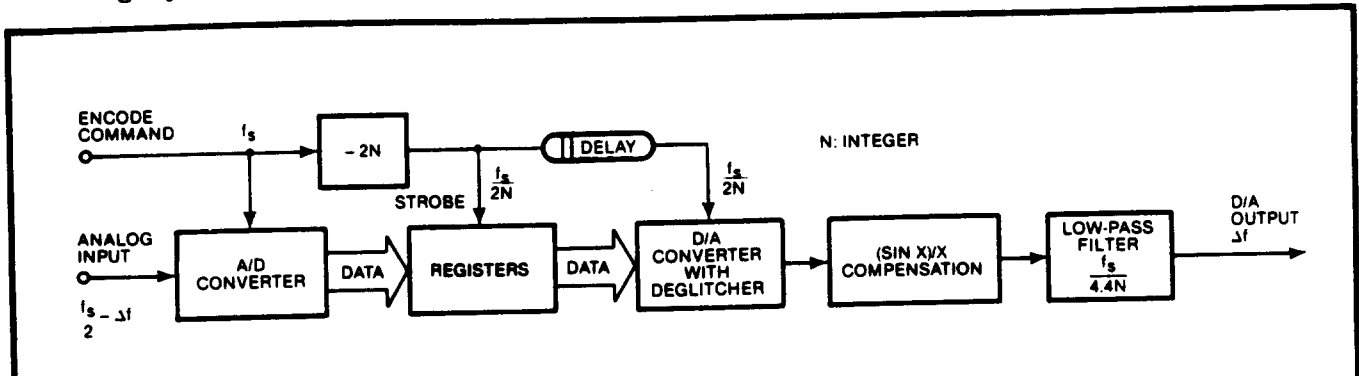 ENCODE
COMMAND
fs
– 2N
DELAY
N: INTEGER
STROBE
fs
2N
fs
2N
ANALOG
INPUT
fs – Δf
2
A/D
CONVERTER
DATA
REGISTERS
DATA
D/A
CONVERTER
WITH
DEGLITCHER
(SIN X)/X
COMPENSATION
LOW-PASS
FILTER
fs
4.4N
D/A
OUTPUT
Δf